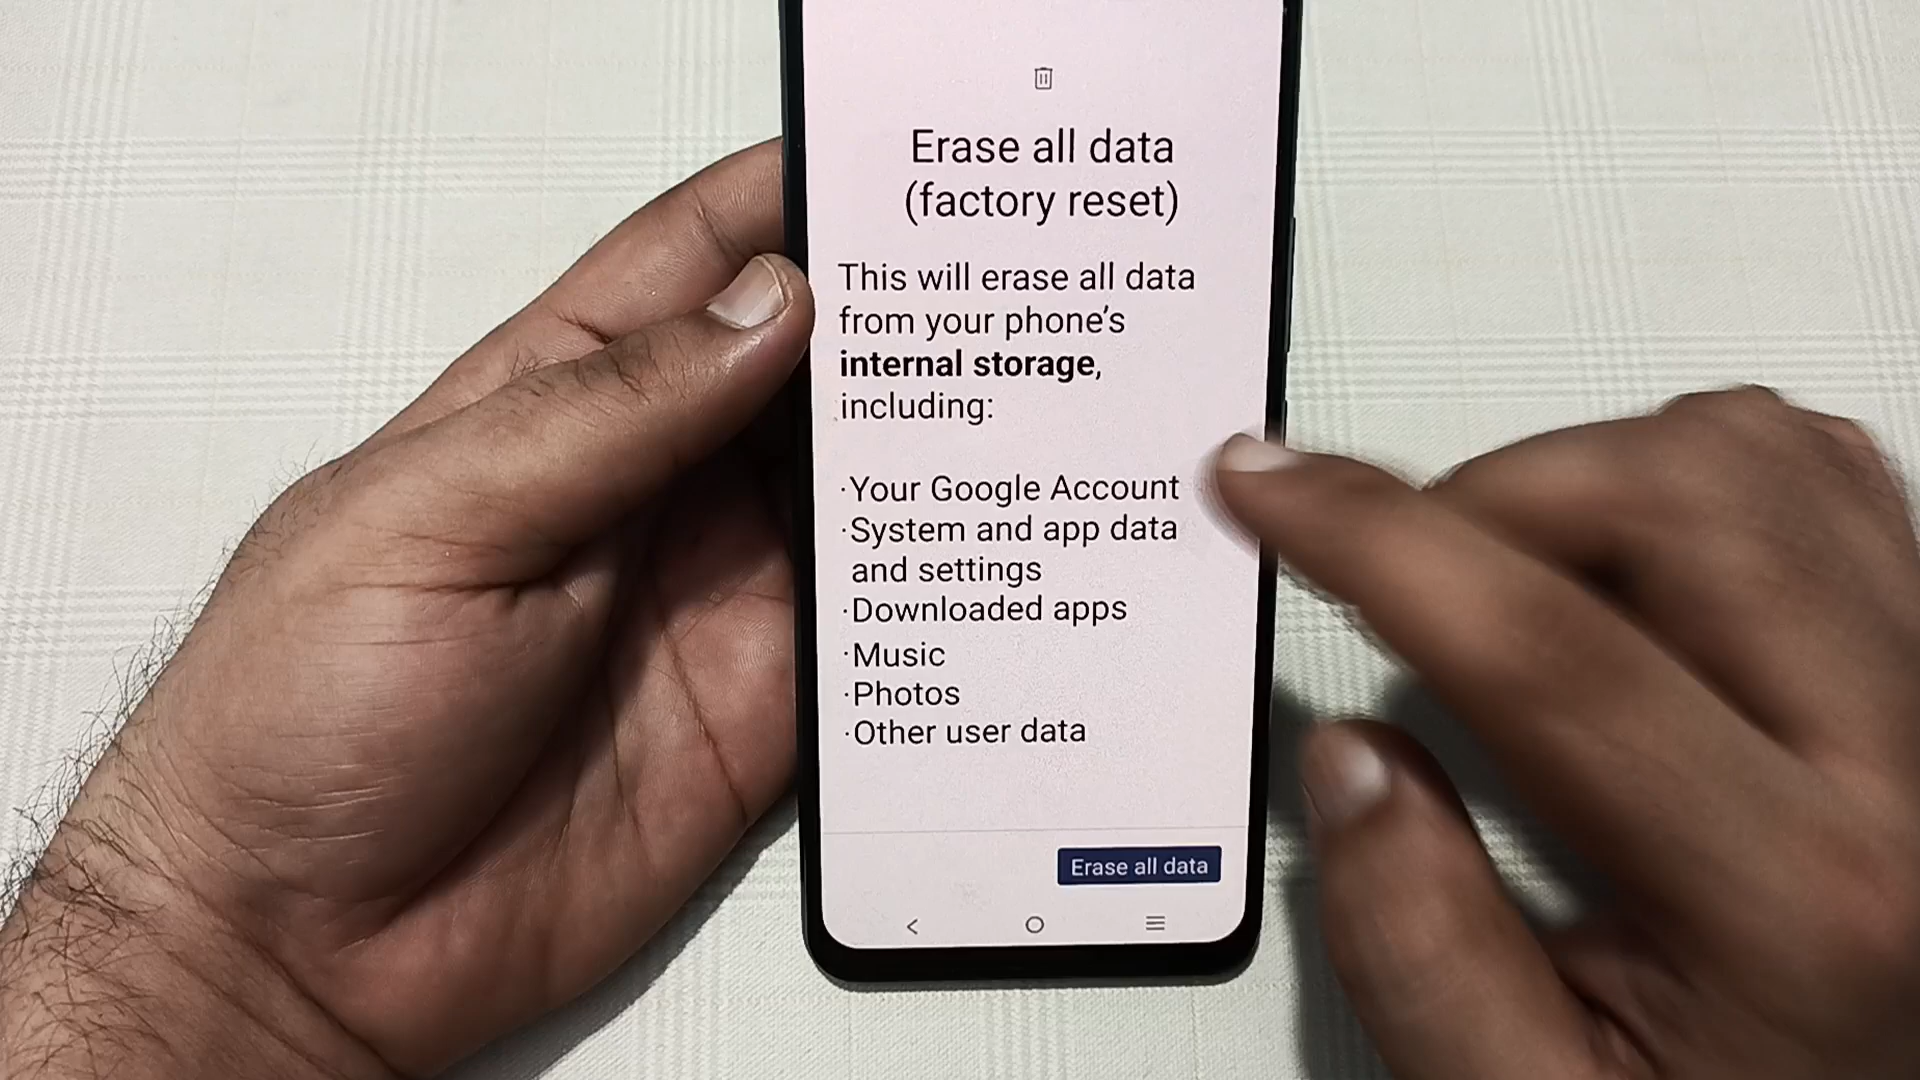 Erase all data
(factory reset)
This will erase all data
from your phone's
internal storage,
including:
·Your Google Account
·System and app data
and settings
·Downloaded apps
·Music
·Photos
·Other user data
Erase all data